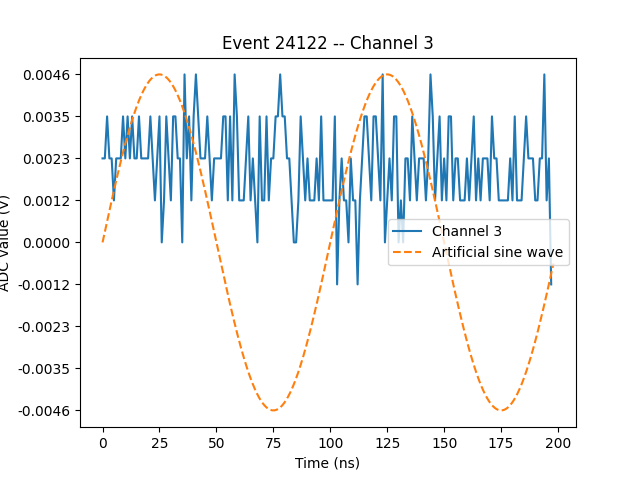 Event 24122 -- Channel 3
0.0046
0.0035
0.0023
0.0012
0.0000
-0.0012
-0.0023
-0.0035
-0.0046
ADC Value (V)
Channel 3
Artificial sine wave
0 25 50 75 100 125 150 175 200
Time (ns)